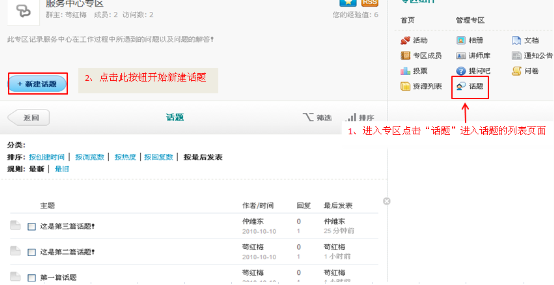 服务中心专区
群主: 苟红梅 成员: 2 访问数: 2
RSS
您的经验值: 6
此专区记录服务中心在工作过程中所遇到的问题以及问题的解答!
+ 新建话题
2、点击此按钮开始新建话题
返回
话题
筛选
排序
分类:
排序: 按创建时间 | 按浏览数 | 按热度 | 按回复数 | 按最后发表
规则: 最新 | 最旧
主题 作者/时间 回复 最后发表
这是第三篇话题! 仲维东 0 仲维东
2010-10-10 1 25 分钟前
这是第二篇话题! 苟红梅 0 苟红梅
2010-10-10 1 1 小时前
第一篇话题 苟红梅 0 苟红梅
2010-10-10 1 1 小时前
首页 管理专区
活动 相册 文档
专区成员 讲师库 通知公告
投票 提问吧 问卷
资源列表 话题
1、进入专区点击“话题”进入话题的列表页面